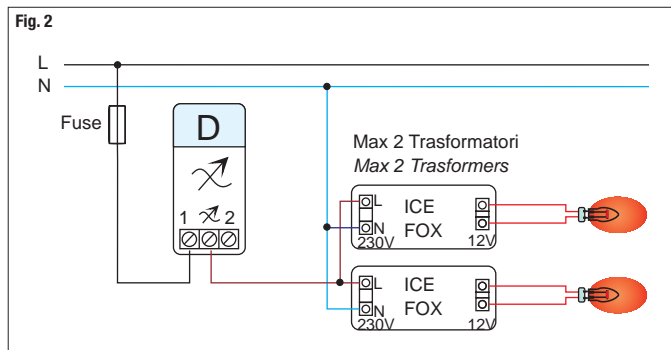 Fig. 2
L
N
Fuse
D
1 2
Max 2 Trasformatori
Max 2 Trasformers
L
ICE
N
FOX
230V
12V
L
ICE
N
FOX
230V
12V